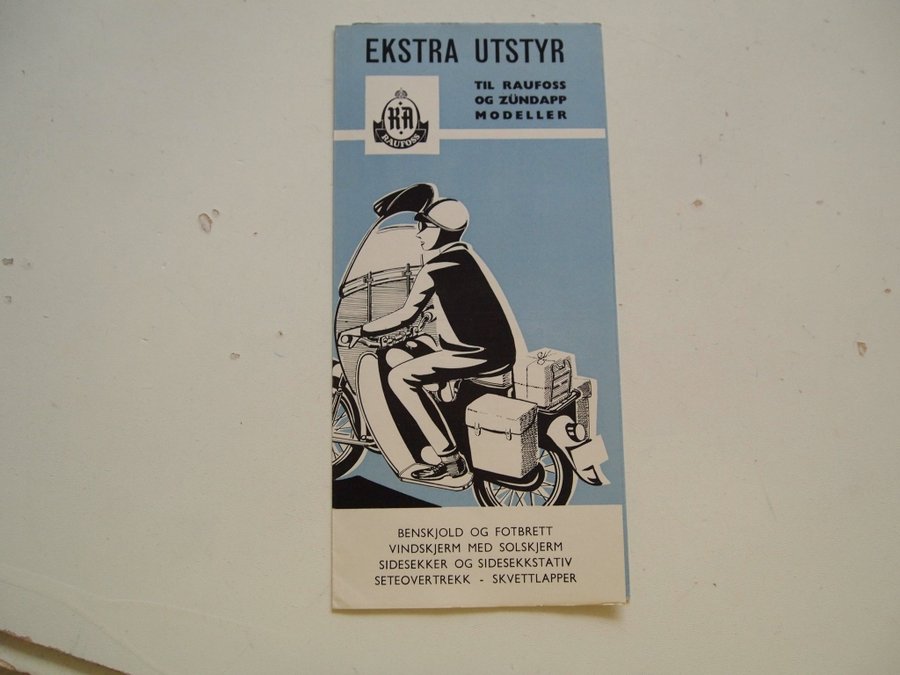 EKSTRA UTSTYR
TIL RAUFOSS
OG ZÜNDAPP
MODELLER
RA
RAUFOSS
BENSKJOLD OG FOTBRETT
VINDSKJERM MED SOLSKJERM
SIDESEKKER OG SIDESEKKSTATIV
SETEOVERTREKK - SKVETTLAPPER